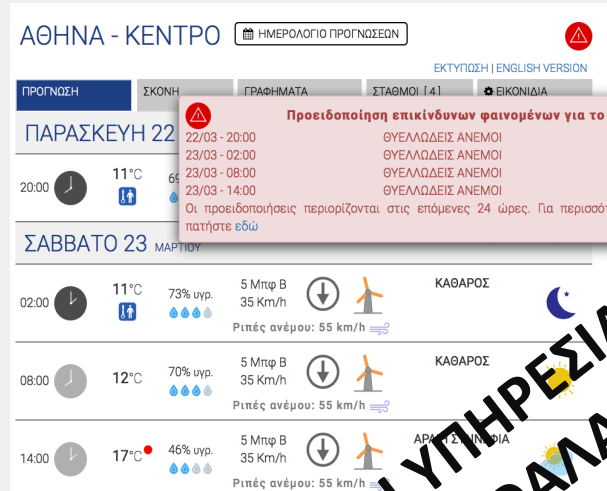 ΑΘΗΝΑ - ΚΕΝΤΡΟ ΗΜΕΡΟΛΟΓΙΟ ΠΡΟΓΝΩΣΕΩΝ
ΕΚΤΥΠΩΣΗ | ENGLISH VERSION
ΠΡΟΓΝΩΣΗ ΣΚΟΝΗ ΓΡΑΦΗΜΑΤΑ ΣΤΑΘΜΟΙ [4] ΕΙΚΟΝΙΔΙΑ
Προειδοποίηση επικίνδυνων φαινομένων για το
22/03 - 20:00 ΘΥΕΛΛΩΔΕΙΣ ΑΝΕΜΟΙ
23/03 - 02:00 ΘΥΕΛΛΩΔΕΙΣ ΑΝΕΜΟΙ
23/03 - 08:00 ΘΥΕΛΛΩΔΕΙΣ ΑΝΕΜΟΙ
23/03 - 14:00 ΘΥΕΛΛΩΔΕΙΣ ΑΝΕΜΟΙ
Οι προειδοποιήσεις περιορίζονται στις επόμενες 24 ώρες. Για
πατήστε εδώ
ΠΑΡΑΣΚΕΥΗ 22
20:00 11°C
ΣΑΒΒΑΤΟ 23 ΜΑΡΤΙΟΥ
02:00 11°C 73% υγρ. 5 Μπφ Β 35 Km/h ΚΑΘΑΡΟΣ
Ριπές ανέμου: 55 km/h
08:00 12°C 70% υγρ. 5 Μπφ Β 35 Km/h ΚΑΘΑΡΟΣ
Ριπές ανέμου: 55 km/h
14:00 17°C 46% υγρ. 5 Μπφ Β 35 Km/h
Ριπές ανέμου: 55 km/h
ΥΠΗΡΕΣΙΑ